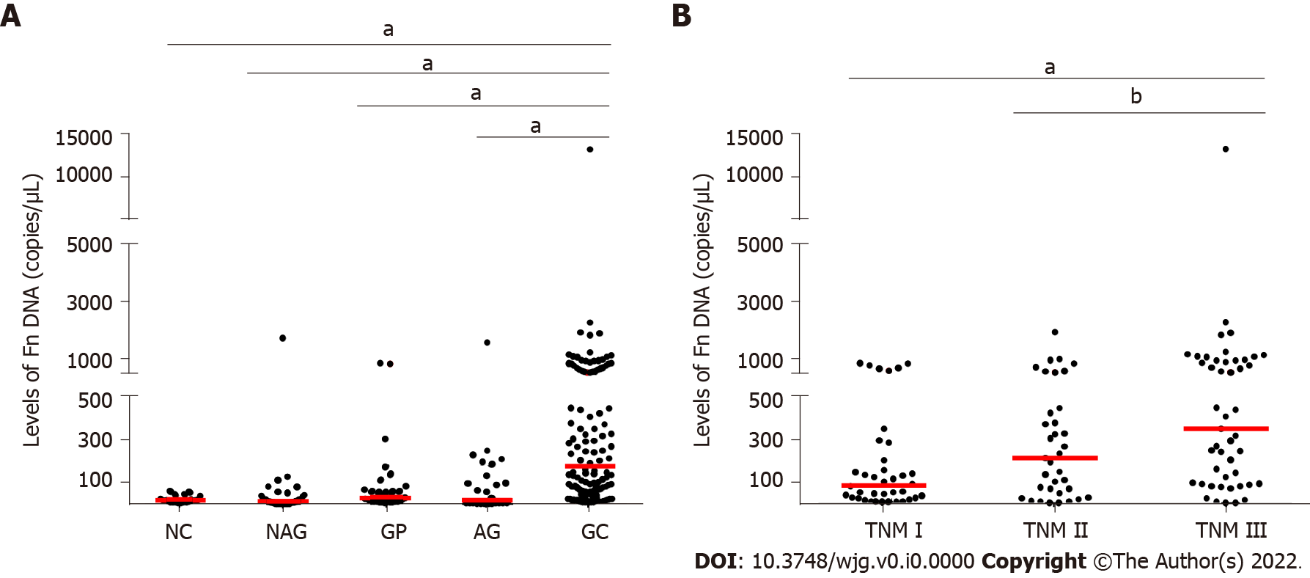 A
a
a
a
a
Levels of Fn DNA (copies/μL)
15000
10000
5000
3000
1000
500
300
100
NC NAG GP AG GC
B
a
b
Levels of Fn DNA (copies/μL)
15000
10000
5000
3000
1000
500
300
100
TNM I TNM II TNM III
DOI: 10.3748/wjg.v0.i0.0000 Copyright ©The Author(s) 2022.